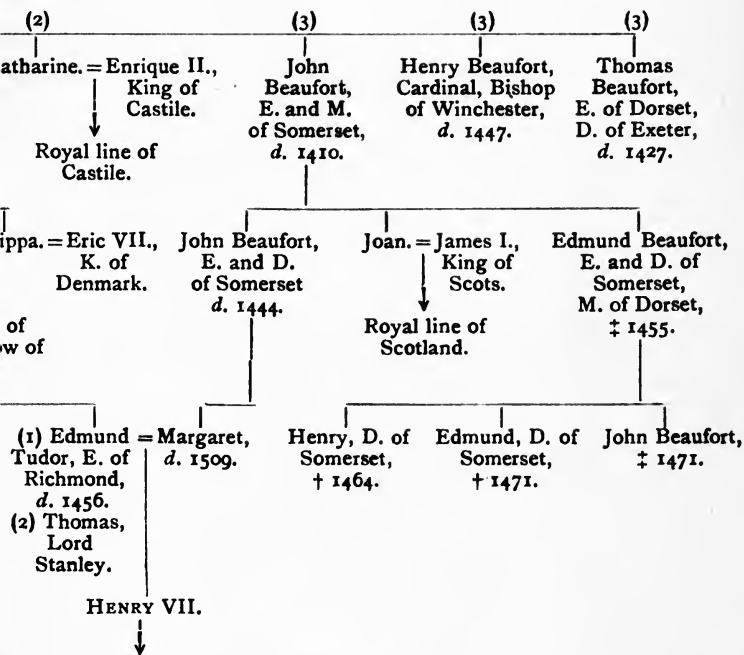 (2)
(3)
(3)
(3)
atharine. = Enrique II.,
King of
Castile.
Royal line of
Castile.
John
Beaufort,
E. and M.
of Somerset,
d. 1410.
Henry Beaufort,
Cardinal, Bishop
of Winchester,
d. 1447.
Thomas
Beaufort,
E. of Dorset,
D. of Exeter,
d. 1427.
ippa. = Eric VII.,
K. of
Denmark.
John Beaufort,
E. and D.
of Somerset
d. 1444.
Joan. = James I.,
King of
Scots.
Royal line of
Scotland.
Edmund Beaufort,
E. and D. of
Somerset,
M. of Dorset,
‡ 1455.
of
ow of
(1) Edmund = Margaret,
Tudor, E. of
Richmond,
d. 1456.
(2) Thomas,
Lord
Stanley.
d. 1509.
Henry, D. of
Somerset,
† 1464.
Edmund, D. of
Somerset,
† 1471.
John Beaufort,
‡ 1471.
HENRY VII.